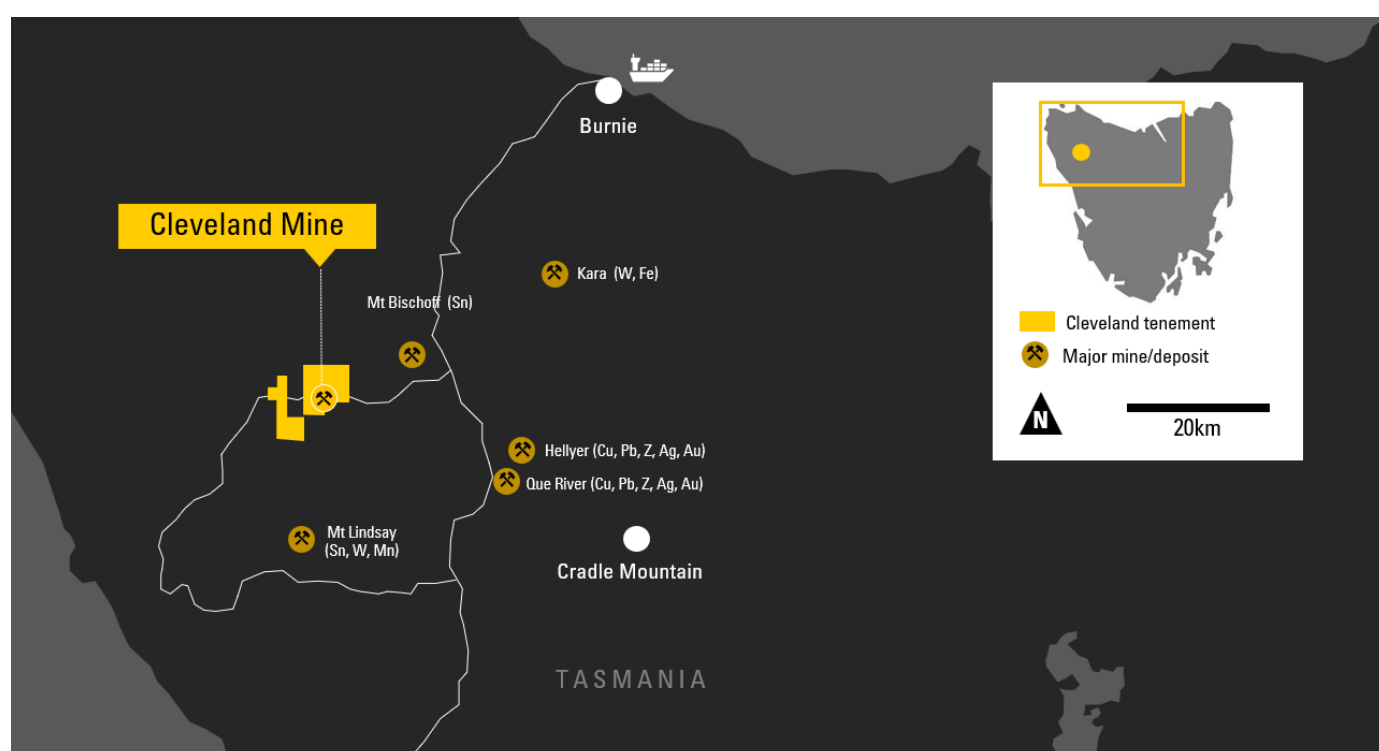 Burnie
Cleveland Mine
Kara (W, Fe)
Mt Bischoff (Sn)
Hellyer (Cu, Pb, Z, Ag, Au)
Que River (Cu, Pb, Z, Ag, Au)
Mt Lindsay
(Sn, W, Mn)
Cradle Mountain
TASMANIA
Cleveland tenement
Major mine/deposit
N
20km